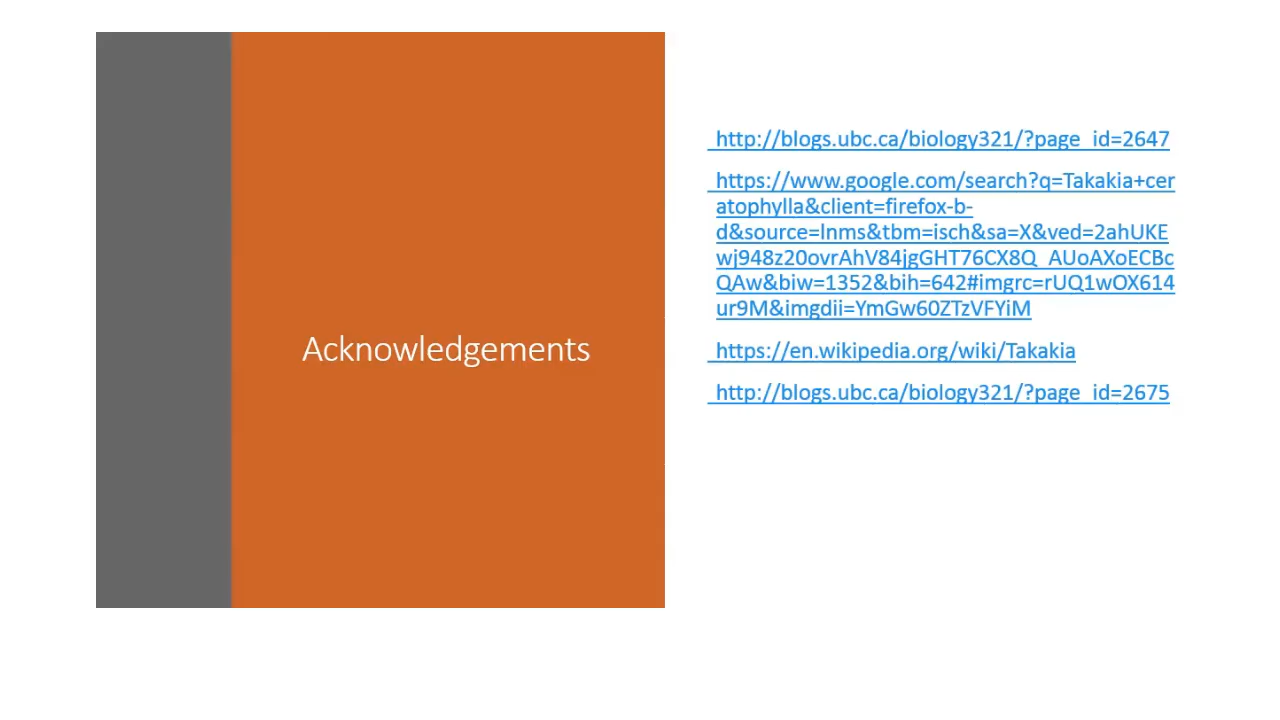 Acknowledgements
http://blogs.ubc.ca/biology321/?page_id=2647
https://www.google.com/search?q=Takakia+cer
atophylla&client=firefox-b-
d&source=lnms&tbm=isch&sa=X&ved=2ahUKE
wj948z20ovrAhV84jgGHT76CX8Q_AUoAXoECBc
QAw&biw=1352&bih=642#imgrc=rUQ1wOX614
ur9M&imgdii=YmGw60ZTzVFYiM
https://en.wikipedia.org/wiki/Takakia
http://blogs.ubc.ca/biology321/?page_id=2675